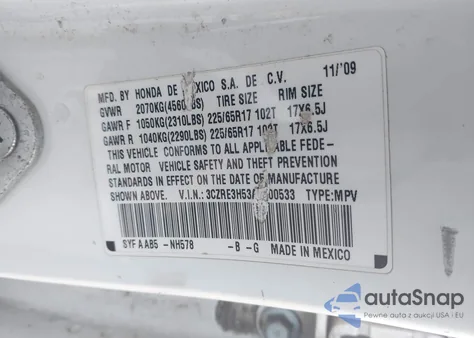 MFD. BY HONDA DE MEXICO S.A. DE C.V. 11/'09
GVWR 2070KG(4560LBS) TIRE SIZE RIM SIZE
GAWR F 1050KG(2310LBS) 225/65R17 102T 17X6.5J
GAWR R 1040KG(2290LBS) 225/65R17 102T 17X6.5J
THIS VEHICLE CONFORMS TO ALL APPLICABLE FEDE-
RAL MOTOR VEHICLE SAFETY AND THEFT PREVENTION
STANDARDS IN EFFECT ON THE DATE OF MANUFACTURE
SHOWN ABOVE. V.I.N.: TYPE:MPV
SYF A AB5 -NH578 -B -G MADE IN MEXICO
autoSnap
Pewne auta z aukcji USA i EU